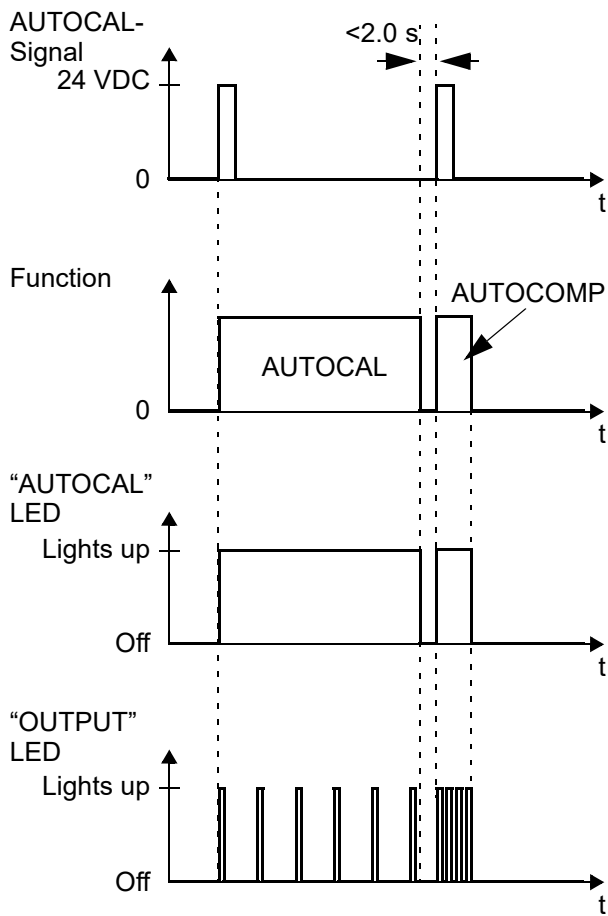 AUTOCAL-
Signal
<2.0 s
24 VDC
0
t
Function
AUTOCOMP
AUTOCAL
0
t
“AUTOCAL”
LED
Lights up
Off
t
“OUTPUT”
LED
Lights up
Off
t